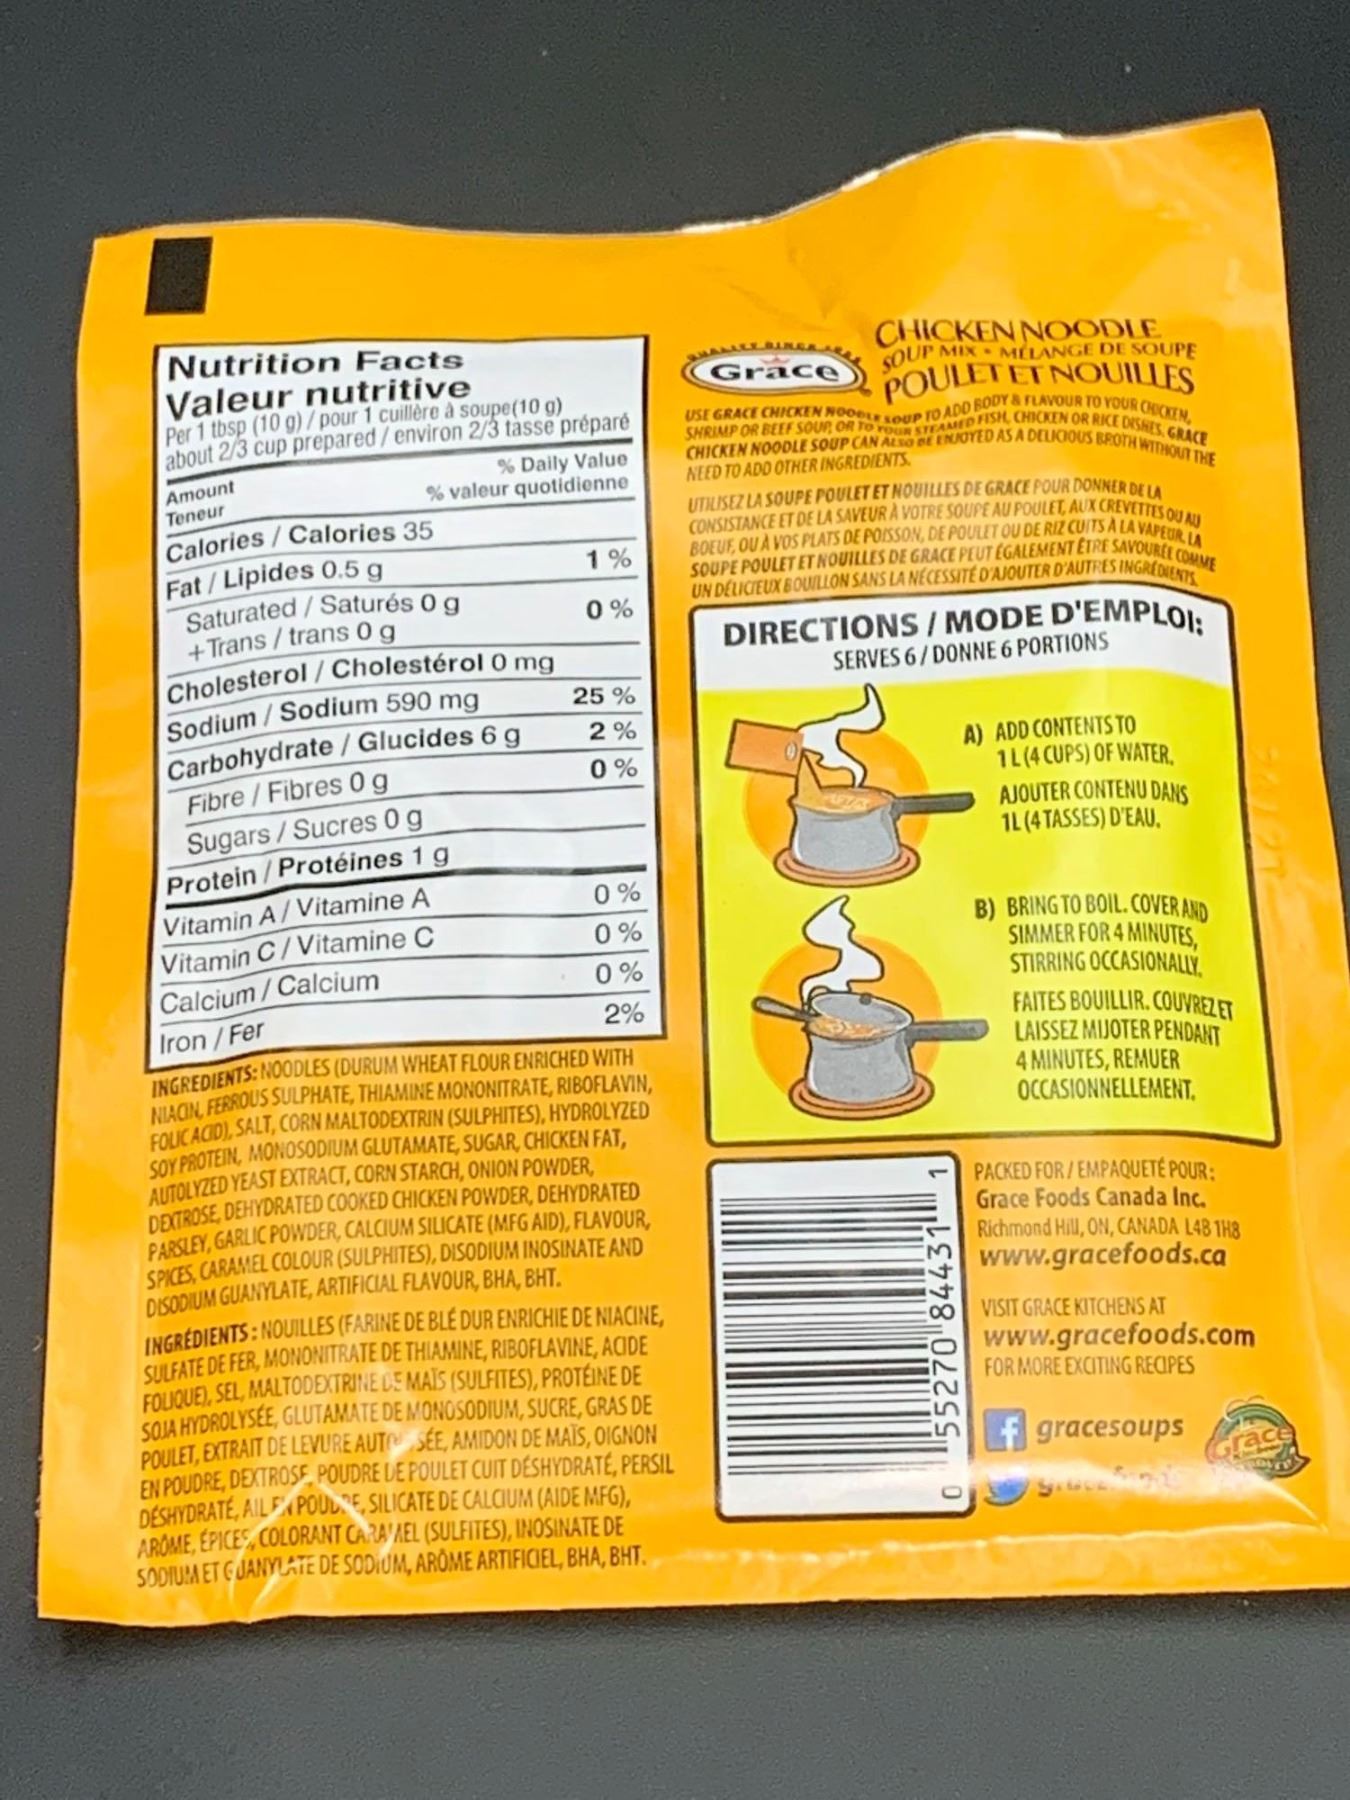 Nutrition Facts
Valeur nutritive
Per 1 tbsp (10 g) / pour 1 cuillère à soupe(10 g)
about 2/3 cup prepared / environ 2/3 tasse préparé
Amount % Daily Value
Teneur % valeur quotidienne
Calories / Calories 35
Fat / Lipides 0.5 g 1 %
Saturated / Saturés 0 g
+Trans / trans 0 g 0 %
Cholesterol / Cholestérol 0 mg
Sodium / Sodium 590 mg 25 %
Carbohydrate / Glucides 6 g 2 %
Fibre / Fibres 0 g 0 %
Sugars / Sucres 0 g
Protein / Protéines 1 g
Vitamin A / Vitamine A 0 %
Vitamin C / Vitamine C 0 %
Calcium / Calcium 0 %
Iron / Fer 2%
INGREDIENTS: NOODLES (DURUM WHEAT FLOUR ENRICHED WITH
NIACIN, FERROUS SULPHATE, THIAMINE MONONITRATE, RIBOFLAVIN,
FOLIC ACID), SALT, CORN MALTODEXTRIN (SULPHITES), HYDROLYZED
SOY PROTEIN, MONOSODIUM GLUTAMATE, SUGAR, CHICKEN FAT,
AUTOLYZED YEAST EXTRACT, CORN STARCH, ONION POWDER,
DEXTROSE, DEHYDRATED COOKED CHICKEN POWDER, DEHYDRATED
PARSLEY, GARLIC POWDER, CALCIUM SILICATE (MFG AID), FLAVOUR,
SPICES, CARAMEL COLOUR (SULPHITES), DISODIUM INOSINATE AND
DISODIUM GUANYLATE, ARTIFICIAL FLAVOUR, BHA, BHT.
INGRÉDIENTS : NOUILLES (FARINE DE BLÉ DUR ENRICHIE DE NIACINE,
SULFATE DE FER, MONONITRATE DE THIAMINE, RIBOFLAVINE, ACIDE
FOLIQUE), SEL, MALTODEXTRINE DE MAÏS (SULFITES), PROTÉINE DE
SOJA HYDROLYSÉE, GLUTAMATE DE MONOSODIUM, SUCRE, GRAS DE
POULET, EXTRAIT DE LEVURE AMIDON DE MAÏS, OIGNON
EN POUDRE, DEXTROSE, POUDRE DE POULET CUIT DÉSHYDRATÉ, PERSIL
DÉSHYDRATÉ, AIL EN POUDRE, SILICATE DE CALCIUM (AIDE MFG),
ARÔME, ÉPICES, COLORANT CARAMEL (SULFITES), INOSINATE DE
SODIUM ET GUANYLATE DE SODIUM, ARÔME ARTIFICIEL, BHA, BHT.
Grace
CHICKEN NOODLE
SOUP MIX • MÉLANGE DE SOUPE
POULET ET NOUILLES
USE GRACE CHICKEN NOODLE SOUP TO ADD BODY & FLAVOUR TO YOUR CHICKEN,
SHRIMP OR BEEF SOUP, OR TO YOUR STEAMED FISH, CHICKEN OR RICE DISHES. GRACE
CHICKEN NOODLE SOUP CAN ALSO BE ENJOYED AS A DELICIOUS BROTH WITHOUT THE
NEED TO ADD OTHER INGREDIENTS.
UTILISEZ LA SOUPE POULET ET NOUILLES DE GRACE POUR DONNER DE LA
CONSISTANCE ET DE LA SAVEUR À VOTRE SOUPE AU POULET, AUX CREVETTES OU AU
BOEUF, OU À VOS PLATS DE POISSON, DE POULET OU DE RIZ CUITS À LA VAPEUR. LA
SOUPE POULET ET NOUILLES DE GRACE PEUT ÉGALEMENT ÊTRE SAVOURÉE COMME
UN DÉLICIEUX BOUILLON SANS LA NÉCESSITÉ D'AJOUTER D'AUTRES INGRÉDIENTS.
DIRECTIONS / MODE D'EMPLOI:
SERVES 6 / DONNE 6 PORTIONS
A) ADD CONTENTS TO
1 L (4 CUPS) OF WATER.
AJOUTER CONTENU DANS
1L (4 TASSES) D'EAU.
B) BRING TO BOIL. COVER AND
SIMMER FOR 4 MINUTES,
STIRRING OCCASIONALLY.
FAITES BOUILLIR. COUVREZ ET
LAISSEZ MIJOTER PENDANT
4 MINUTES, REMUER
OCCASIONNELLEMENT.
0 55270 84431 1
PACKED FOR / EMPAQUETÉ POUR :
Grace Foods Canada Inc.
Richmond Hill, ON, CANADA L4B 1H8
www.gracefoods.ca
VISIT GRACE KITCHENS AT
www.gracefoods.com
FOR MORE EXCITING RECIPES
f gracesoups
Grace